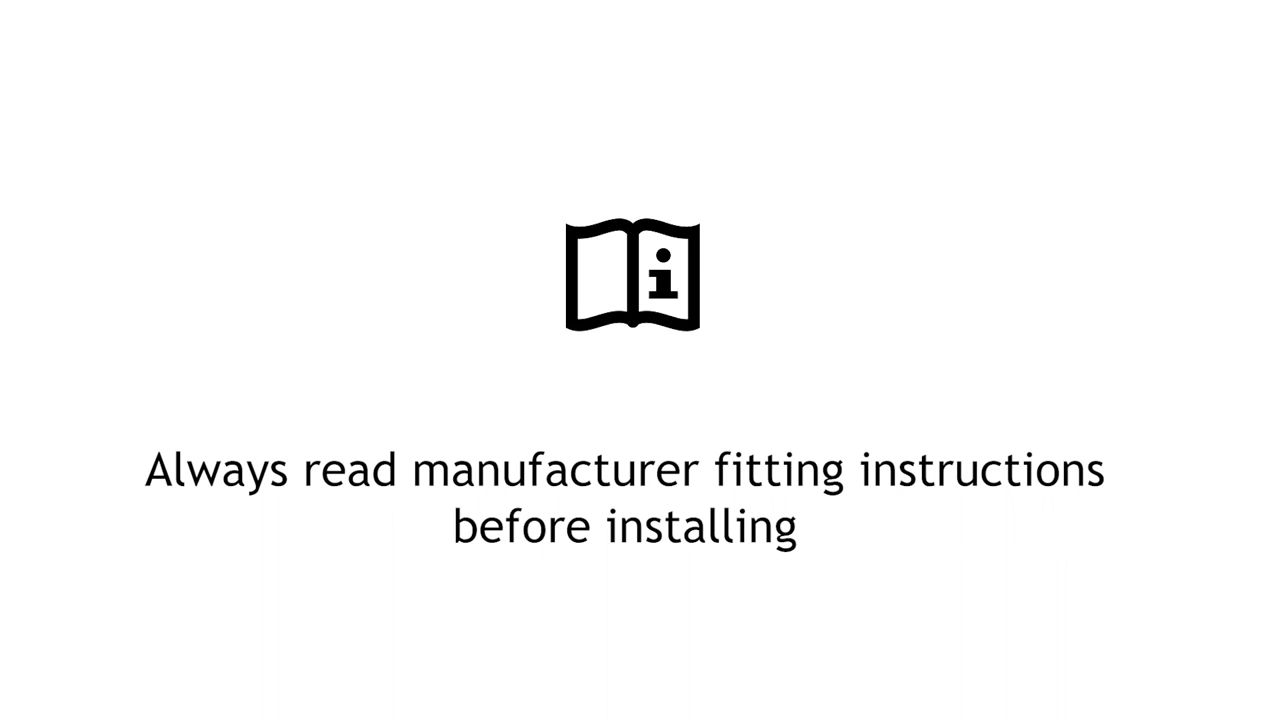 i
Always read manufacturer fitting instructions
before installing